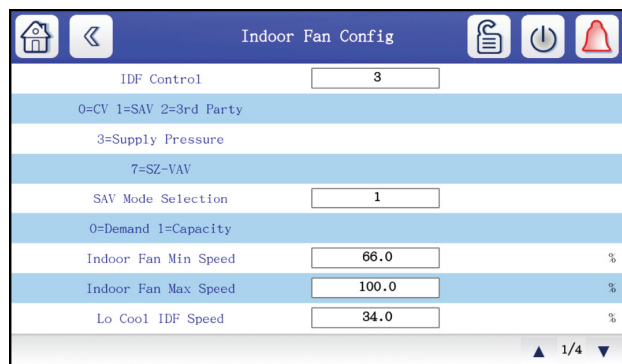 Indoor Fan Config
IDF Control 3
0=CV 1=SAV 2=3rd Party
3=Supply Pressure
7=SZ-VAV
SAV Mode Selection 1
0=Demand 1=Capacity
Indoor Fan Min Speed 66.0 %
Indoor Fan Max Speed 100.0 %
Lo Cool IDF Speed 34.0 %
1/4